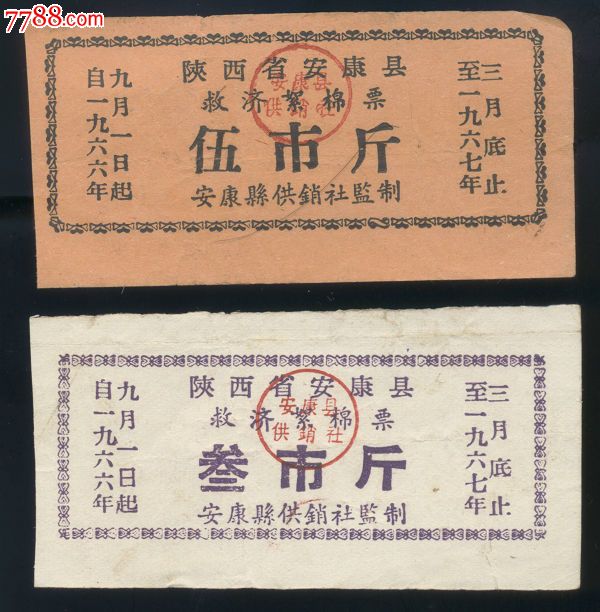 7788.com
陝西省安康县
救济絮棉票
伍市斤
安康縣供銷社監制
自一九六六年
九月一日起
至一九六七年
三月底止
安康县
供销社
陝西省安康县
救济絮棉票
叁市斤
安康縣供銷社監制
自一九六六年
九月一日起
至一九六七年
三月底止
安康县
供销社